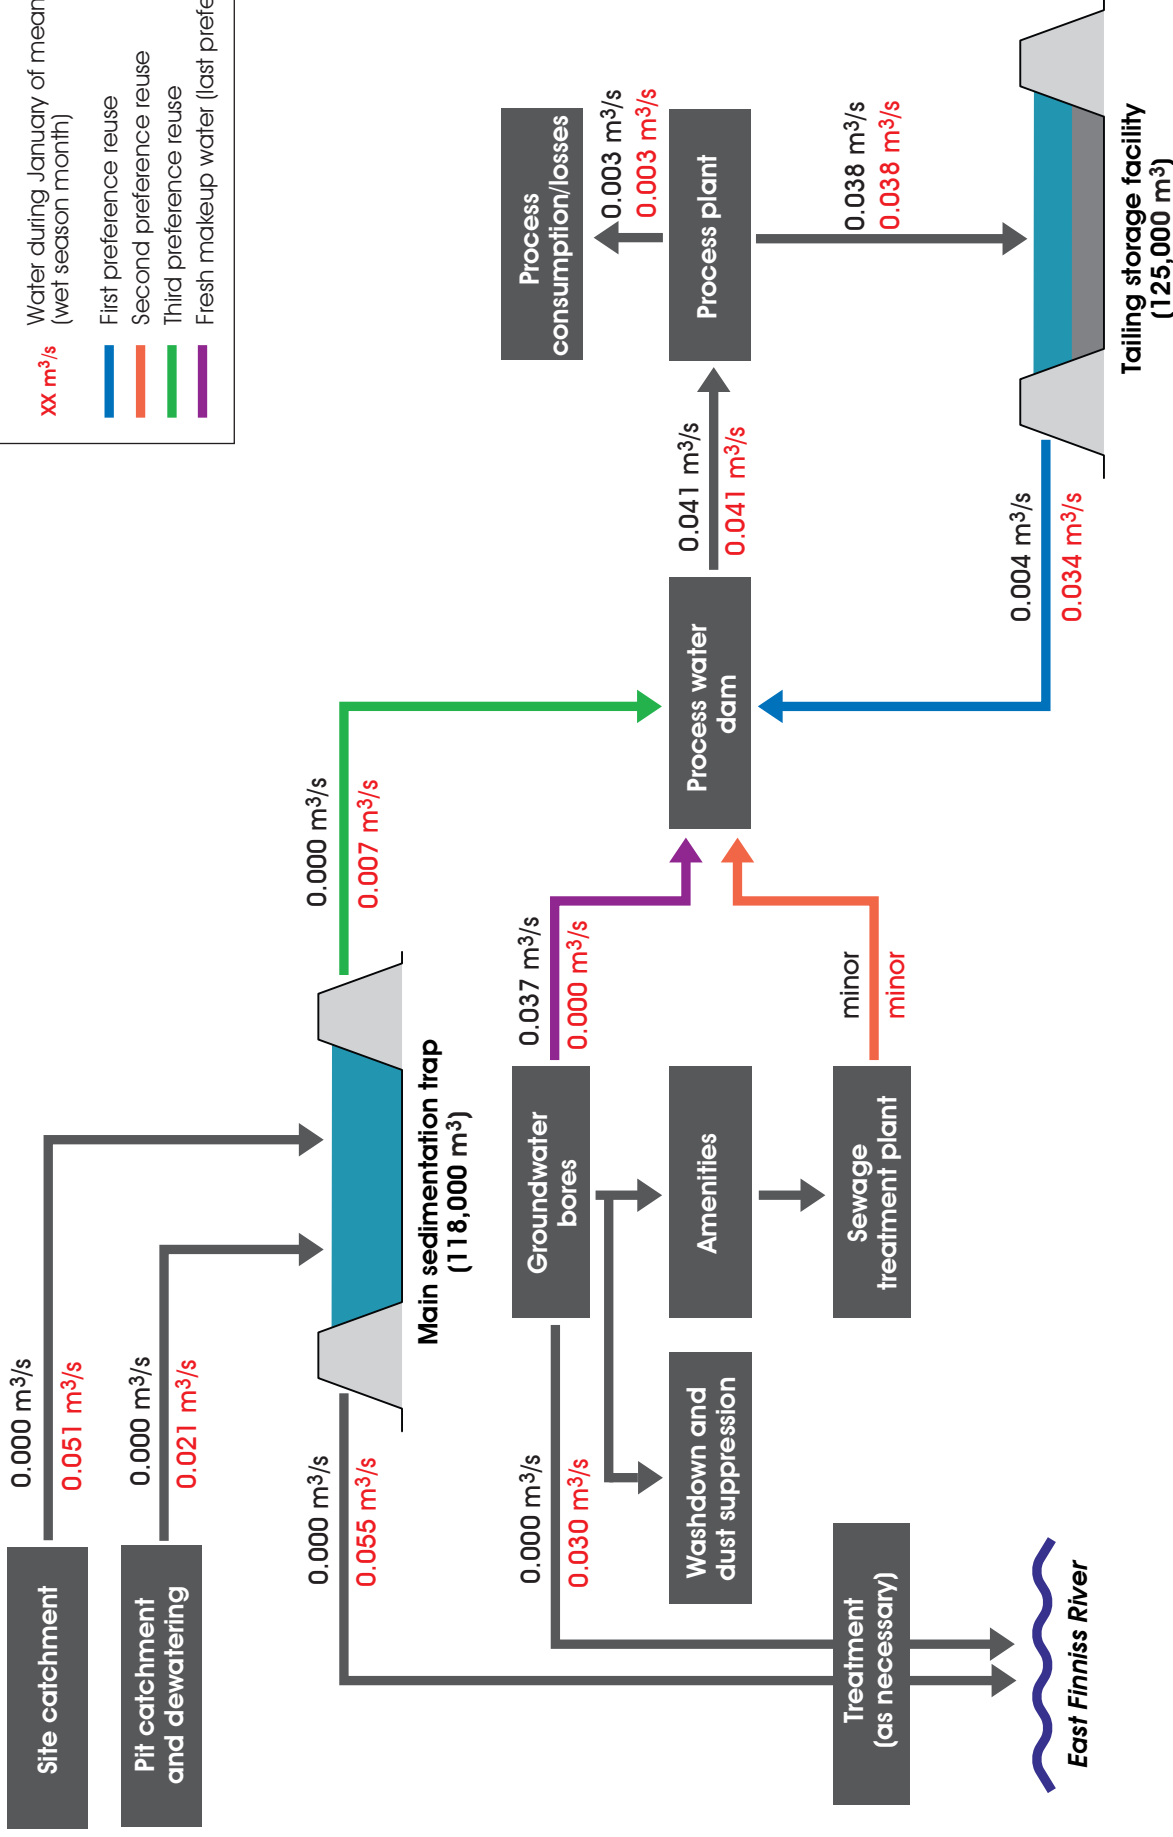 Site catchment
0.000 m³/s
0.051 m³/s
Pit catchment
and dewatering
0.000 m³/s
0.021 m³/s
0.000 m³/s
0.055 m³/s
Main sedimentation trap
(118,000 m³)
0.000 m³/s
0.007 m³/s
XX m³/s
Water during January of mean
(wet season month)
First preference reuse
Second preference reuse
Third preference reuse
Fresh makeup water (last prefe
0.000 m³/s
0.030 m³/s
Groundwater
bores
0.037 m³/s
0.000 m³/s
Process
consumption/losses
0.003 m³/s
0.003 m³/s
Washdown and
dust suppression
Amenities
Process water
dam
0.041 m³/s
0.041 m³/s
Process plant
Treatment
(as necessary)
Sewage
treatment plant
minor
minor
0.038 m³/s
0.038 m³/s
0.004 m³/s
0.034 m³/s
East Finniss River
Tailing storage facility
(125,000 m³)